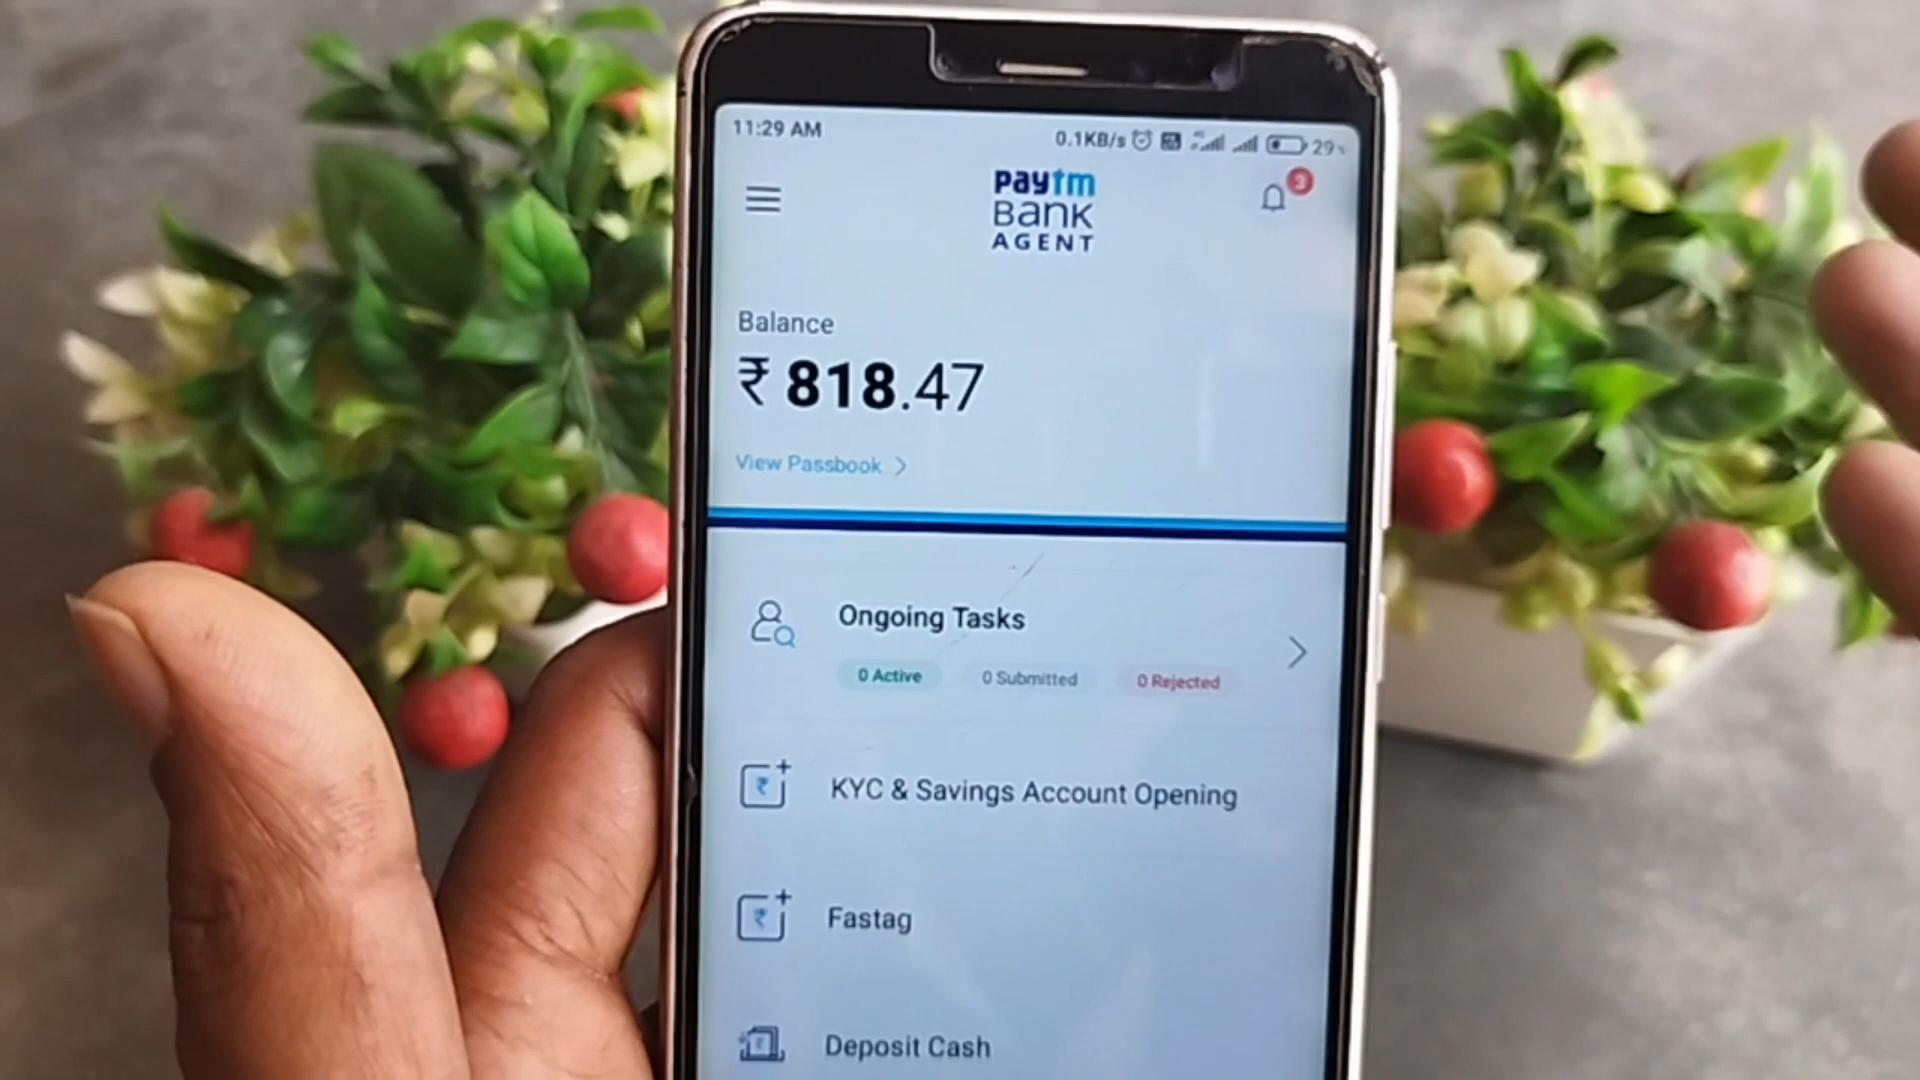 11:29 AM
0.1KB/s 29
paytm
Bank
AGENT
3
Balance
₹ 818.47
View Passbook >
Ongoing Tasks
0 Active 0 Submitted 0 Rejected
KYC & Savings Account Opening
Fastag
Deposit Cash